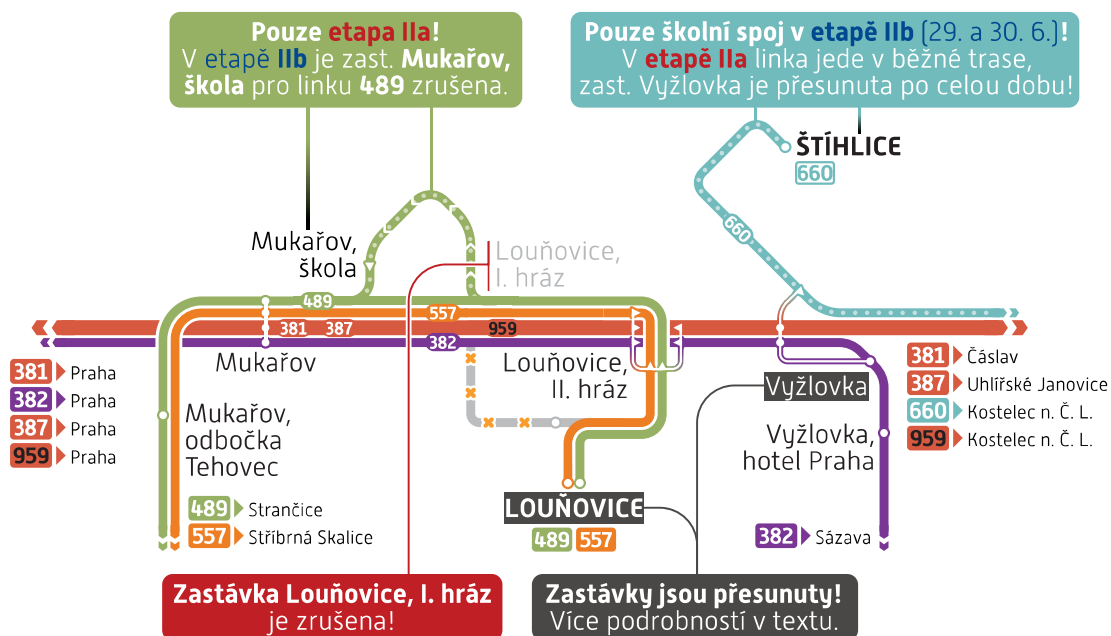 Pouze etapa IIa!
V etapě IIb je zast. Mukařov,
škola pro linku 489 zrušena.
Pouze školní spoj v etapě IIb (29. a 30. 6.)!
V etapě IIa linka jede v běžné trase,
zast. Vyžlovka je přesunuta po celou dobu!
ŠTÍHLICE
660
660
Mukařov,
škola
Louňovice,
I. hráz
489
557
381 387 959
382
Mukařov
Louňovice,
II. hráz
Vyžlovka
381 Praha
382 Praha
387 Praha
959 Praha
381 Čáslav
387 Uhlířské Janovice
660 Kostelec n. Č. L.
959 Kostelec n. Č. L.
Mukařov,
odbočka
Tehovec
Vyžlovka,
hotel Praha
489 Strančice
557 Stříbrná Skalice
LOUŇOVICE
489 557
382 Sázava
Zastávka Louňovice, I. hráz
je zrušena!
Zastávky jsou přesunuty!
Více podrobností v textu.